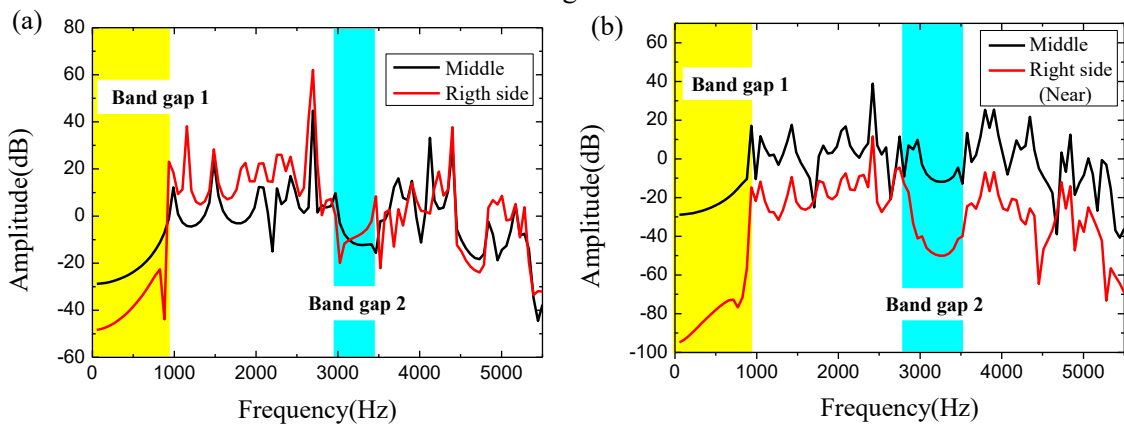 (a)
80
60
40
20
0
-20
-40
-60
Amplitude(dB)
Band gap 1
Middle
Rigth side
Band gap 2
0
1000
2000
3000
4000
5000
Frequency(Hz)
(b)
60
40
20
0
-20
-40
-60
-80
-100
Amplitude(dB)
Band gap 1
Middle
Right side
(Near)
Band gap 2
0
1000
2000
3000
4000
5000
Frequency(Hz)